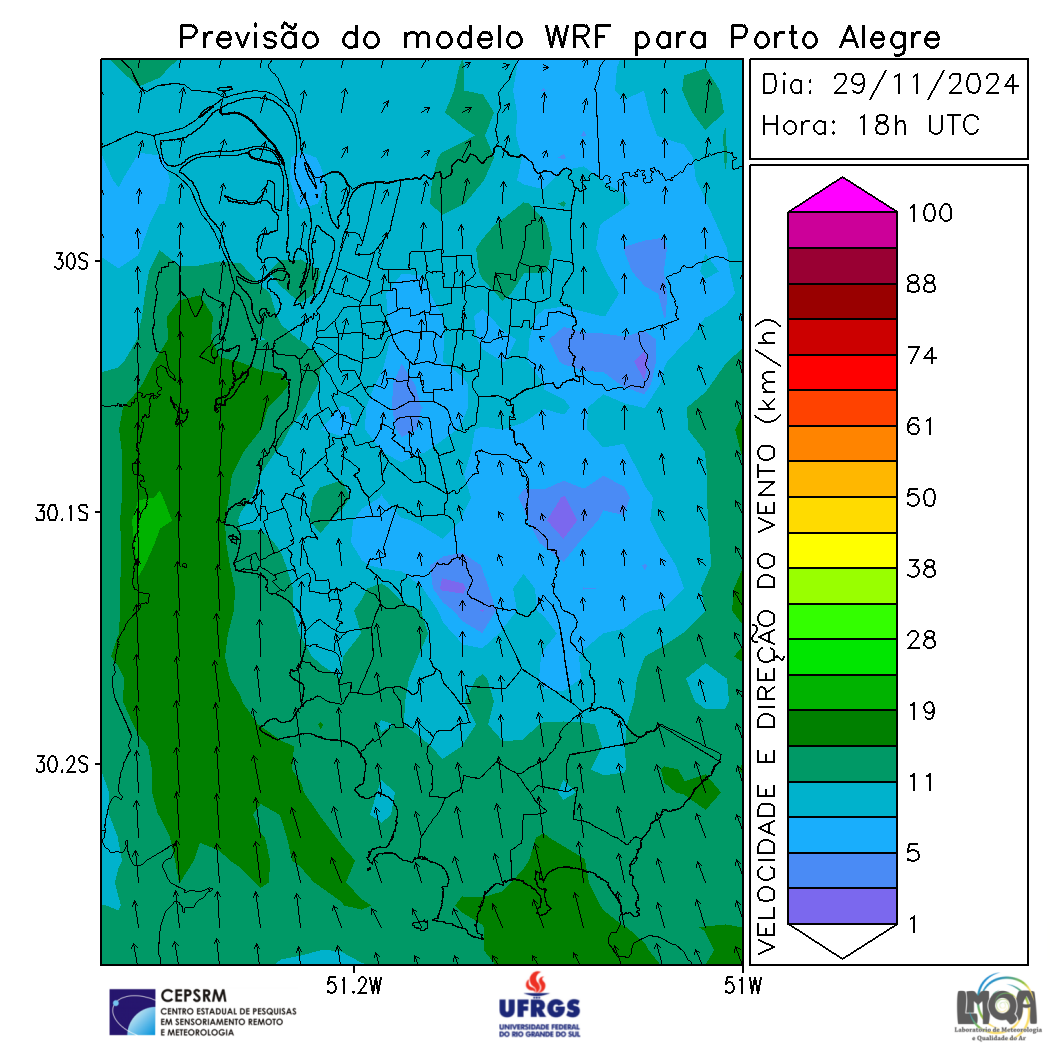 Previsão do modelo WRF para Porto Alegre
Dia: 29/11/2024
Hora: 18h UTC
30S
30.1S
30.2S
51.2W
51W
VELOCIDADE E DIREÇÃO DO VENTO (km/h)
100
88
74
61
50
38
28
19
11
5
1
CEPSRM
CENTRO ESTADUAL DE PESQUISAS
EM SENSORIAMENTO REMOTO
E METEOROLOGIA
UFRGS
UNIVERSIDADE FEDERAL
DO RIO GRANDE DO SUL
LMQA
Laboratório de Meteorologia
e Qualidade do Ar